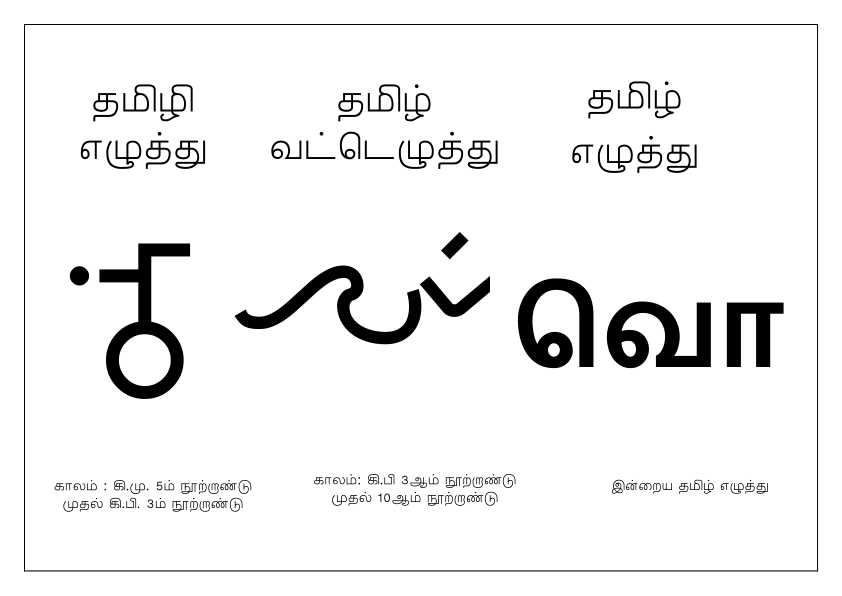 தமிழி
எழுத்து
தமிழ்
வட்டெழுத்து
தமிழ்
எழுத்து
வொ
காலம் : கி.மு. 5ம் நூற்றாண்டு
முதல் கி.பி. 3ம் நூற்றாண்டு
காலம்: கி.பி 3ஆம் நூற்றாண்டு
முதல் 10ஆம் நூற்றாண்டு
இன்றைய தமிழ் எழுத்து